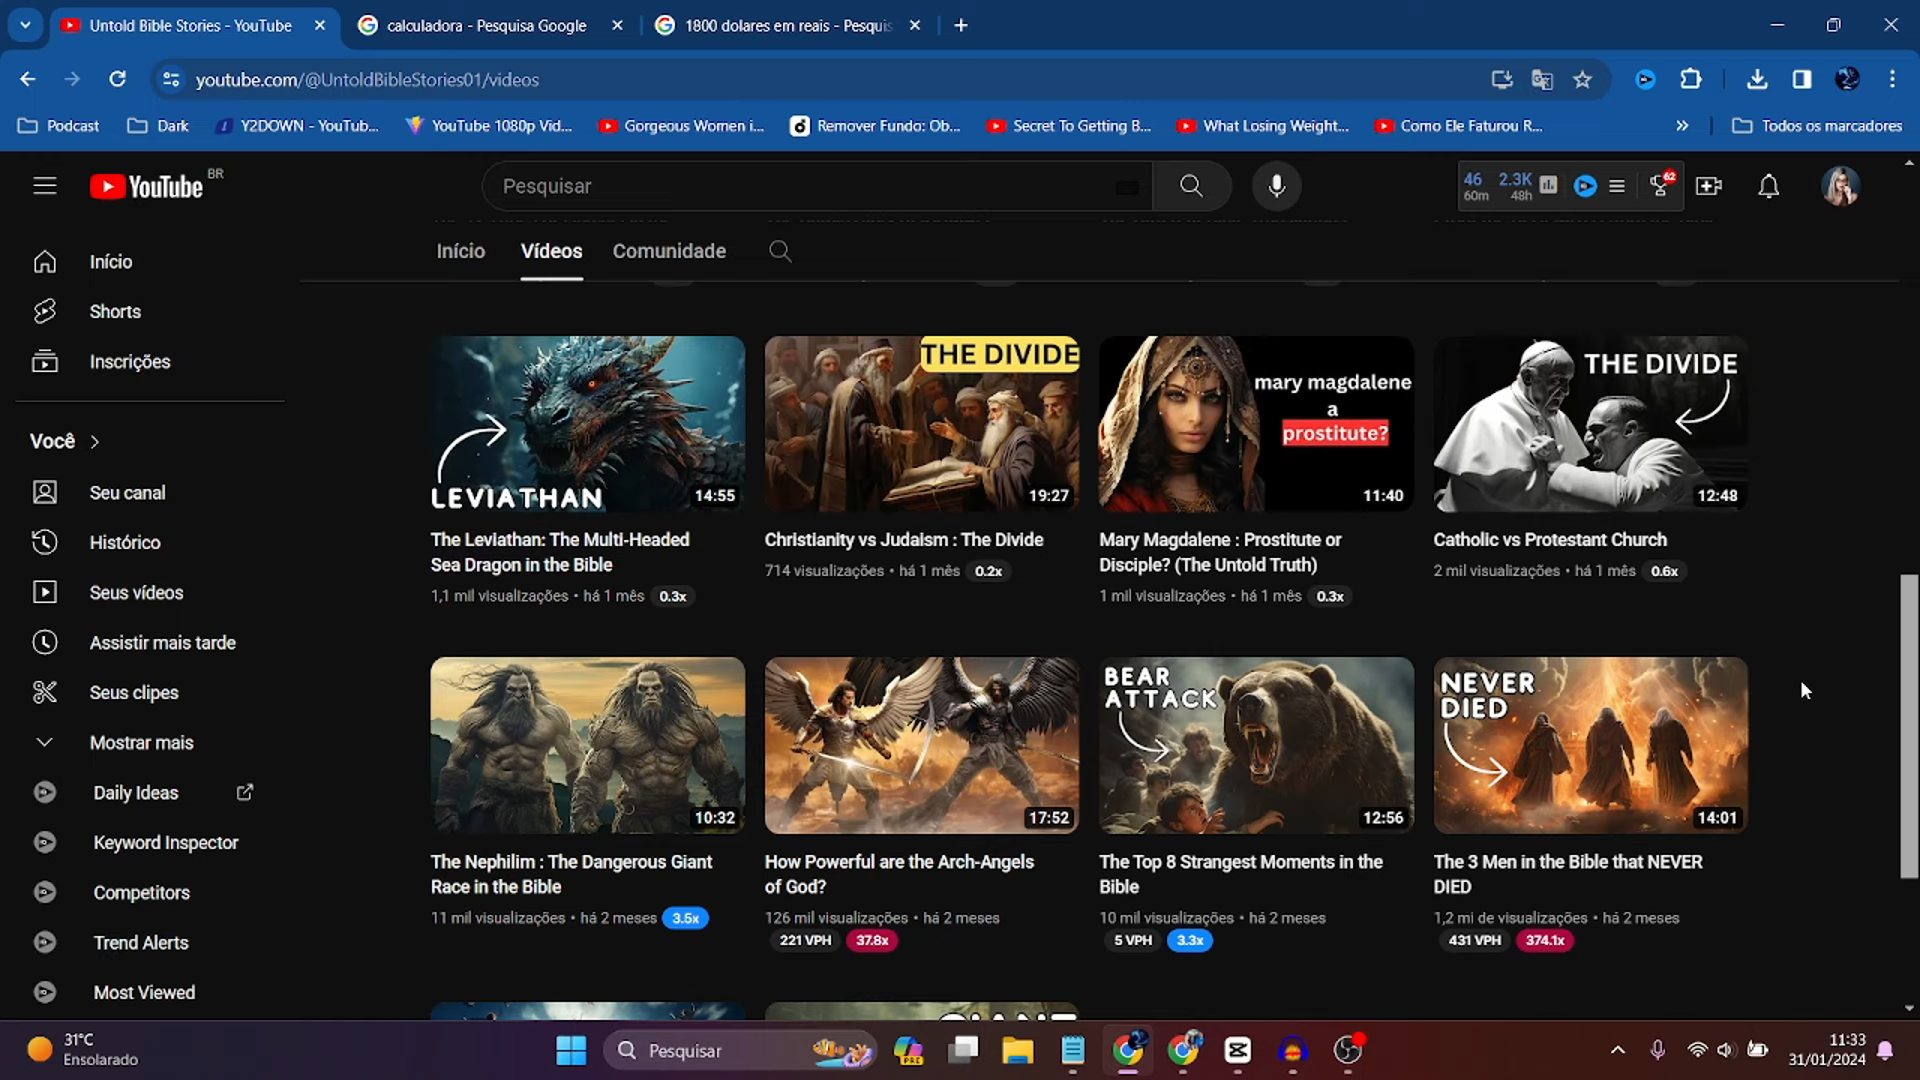 Untold Bible Stories - YouTube
calculadora - Pesquisa Google
1800 dolares em reais - Pesquis
youtube.com/@UntoldBibleStories01/videos
Podcast
Dark
Y2DOWN - YouTub...
YouTube 1080p Vid...
Gorgeous Women i...
Remover Fundo: Ob...
Secret To Getting B...
What Losing Weight...
Como Ele Faturou R...
Todos os marcadores
YouTube BR
Pesquisar
46 60m
2.3K 48h
62
Início
Vídeos
Comunidade
Início
Shorts
Inscrições
Você
Seu canal
Histórico
Seus vídeos
Assistir mais tarde
Seus clipes
Mostrar mais
Daily Ideas
Keyword Inspector
Competitors
Trend Alerts
Most Viewed
LEVIATHAN
14:55
The Leviathan: The Multi-Headed
Sea Dragon in the Bible
1,1 mil visualizações • há 1 mês 0.3x
THE DIVIDE
19:27
Christianity vs Judaism : The Divide
714 visualizações • há 1 mês 0.2x
mary magdalene
a
prostitute?
11:40
Mary Magdalene : Prostitute or
Disciple? (The Untold Truth)
1 mil visualizações • há 1 mês 0.3x
THE DIVIDE
12:48
Catholic vs Protestant Church
2 mil visualizações • há 1 mês 0.6x
10:32
The Nephilim : The Dangerous Giant
Race in the Bible
11 mil visualizações • há 2 meses 3.5x
17:52
How Powerful are the Arch-Angels
of God?
126 mil visualizações • há 2 meses
221 VPH 37.8x
BEAR
ATTACK
12:56
The Top 8 Strangest Moments in the
Bible
10 mil visualizações • há 2 meses
5 VPH 3.3x
NEVER
DIED
14:01
The 3 Men in the Bible that NEVER
DIED
1,2 mi de visualizações • há 2 meses
431 VPH 374.1x
31°C
Ensolarado
Pesquisar
PRE
11:33
31/01/2024